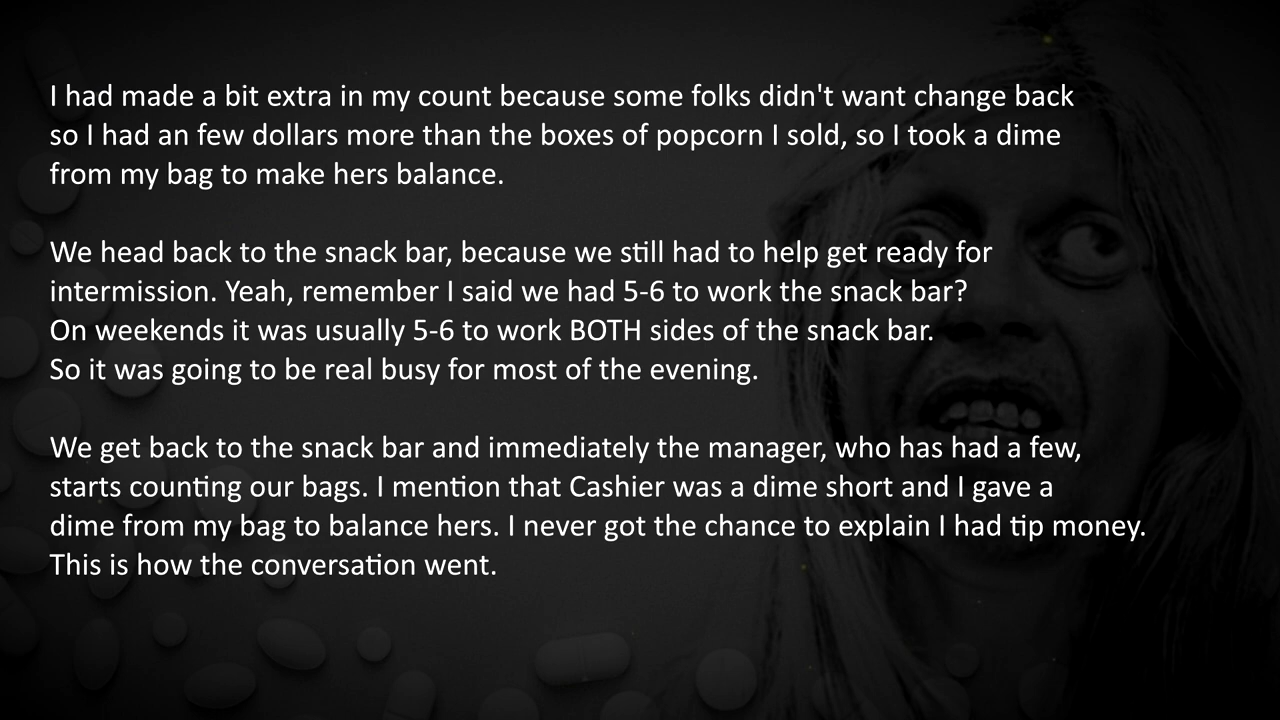 I had made a bit extra in my count because some folks didn't want change back
so I had an few dollars more than the boxes of popcorn I sold, so I took a dime
from my bag to make hers balance.
We head back to the snack bar, because we still had to help get ready for
intermission. Yeah, remember I said we had 5-6 to work the snack bar?
On weekends it was usually 5-6 to work BOTH sides of the snack bar.
So it was going to be real busy for most of the evening.
We get back to the snack bar and immediately the manager, who has had a few,
starts counting our bags. I mention that Cashier was a dime short and I gave a
dime from my bag to balance hers. I never got the chance to explain I had tip money.
This is how the conversation went.